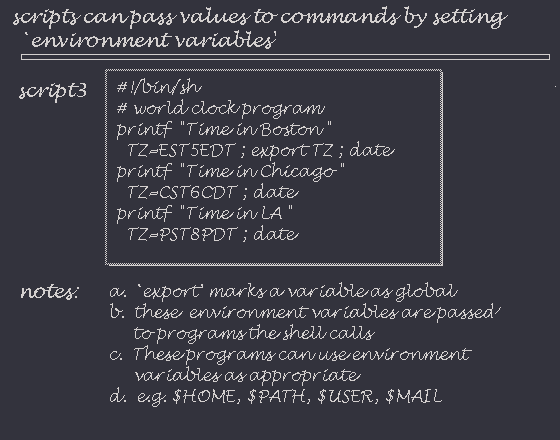 scripts can pass values to commands by setting
`environment variables'
script3
#!/bin/sh
# world clock program
printf "Time in Boston "
TZ=EST5EDT ; export TZ ; date
printf "Time in Chicago "
TZ=CST6CDT ; date
printf "Time in LA "
TZ=PST8PDT ; date
notes:
a. `export' marks a variable as global
b. these environment variables are passed
to programs the shell calls
c. These programs can use environment
variables as appropriate
d. e.g. $HOME, $PATH, $USER, $MAIL